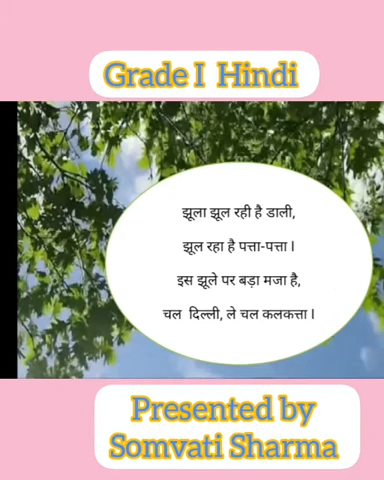 Grade I Hindi
झूला झूल रही है डाली,
झूल रहा है पत्ता-पत्ता I
इस झूले पर बड़ा मजा है,
चल दिल्ली, ले चल कलकत्ता I
Presented by
Somvati Sharma